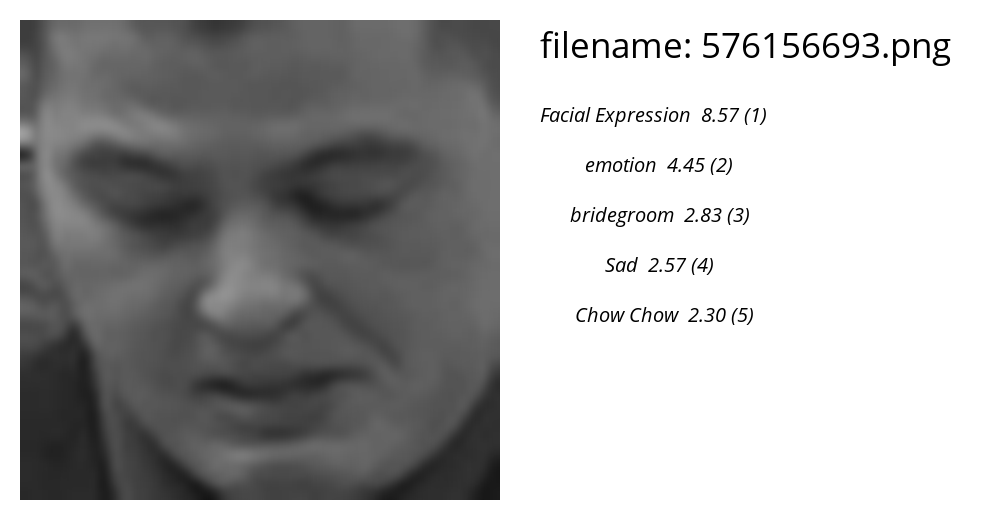 filename: 576156693.png
Facial Expression 8.57 (1)
emotion 4.45 (2)
bridegroom 2.83 (3)
Sad 2.57 (4)
Chow Chow 2.30 (5)